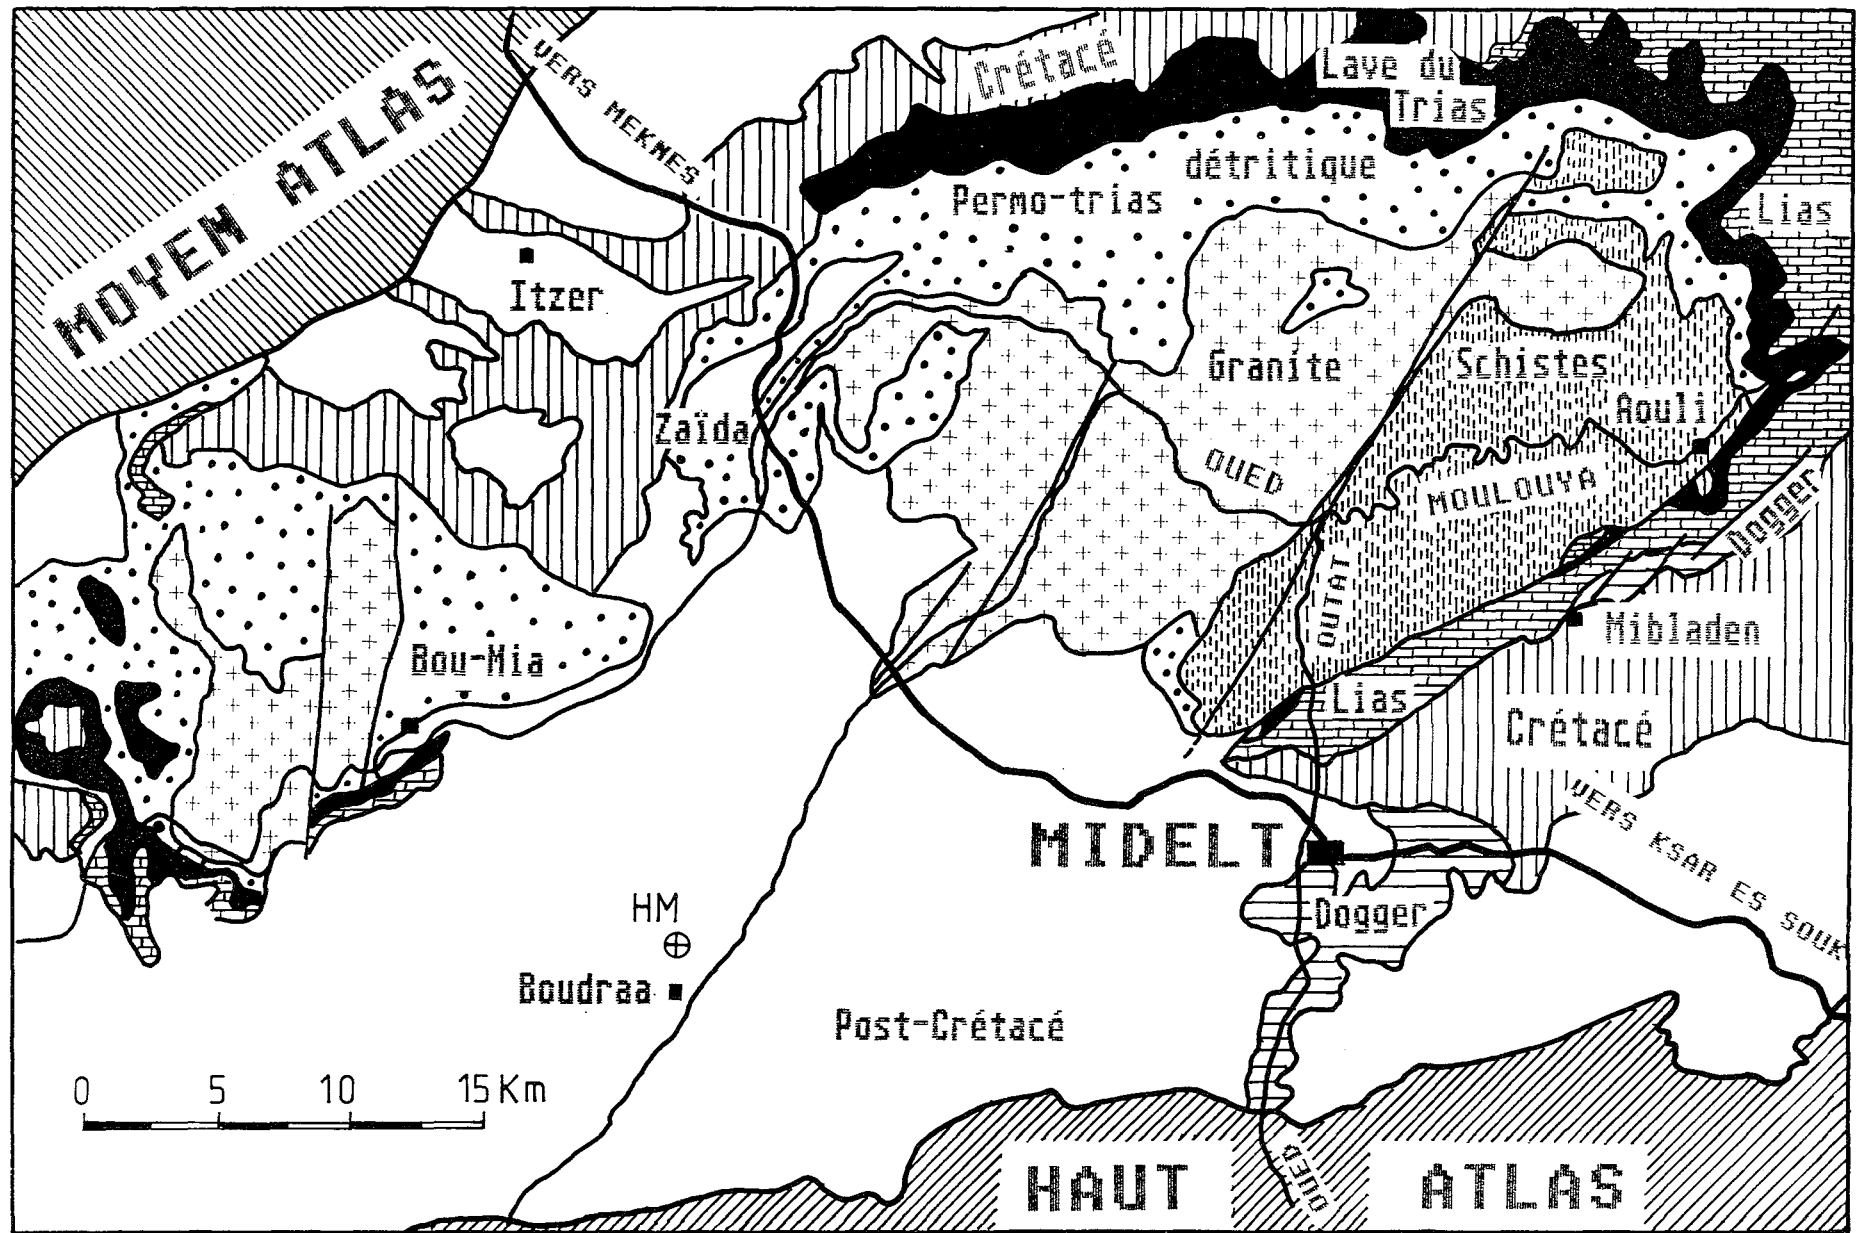 VERS MEKNES
Crétacé
Lave du
Trias
MOYEN ATLAS
détritique
Permo-trias
Lias
Itzer
Granite
Schistes
Zaïda
Aouli
OUED
MOULOUYA
Dogger
OUTAT
Mibladen
Bou-Mia
Lias
Crétacé
VERS KSAR ES SOUK
MIDELT
HM
Dogger
Boudraa
Post-Crétacé
0 5 10 15 Km
OUED
HAUT ATLAS